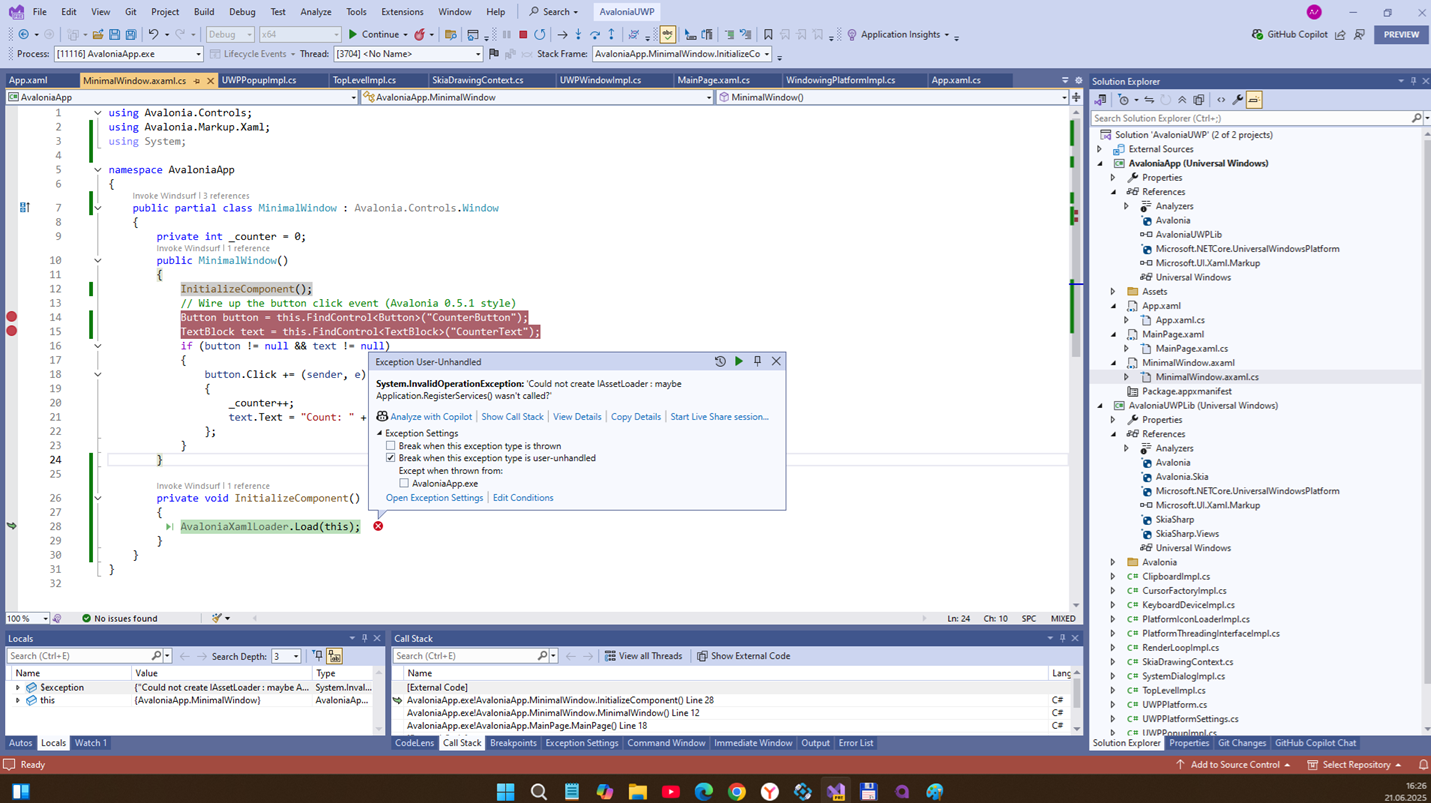 File Edit View Git Project Build Debug Test Analyze Tools Extensions Window Help Search AvaloniaUWP AV
Debug x64 Continue Application Insights GitHub Copilot PREVIEW
Process: [11116] AvaloniaApp.exe Lifecycle Events Thread: [3704] <No Name> Stack Frame: AvaloniaApp.MinimalWindow.InitializeCo
App.xaml MinimalWindow.axaml.cs UWPPopupImpl.cs TopLevelImpl.cs SkiaDrawingContext.cs UWPWindowImpl.cs MainPage.xaml.cs WindowingPlatformImpl.cs App.xaml.cs
AvaloniaApp AvaloniaApp.MinimalWindow MinimalWindow()
1 using Avalonia.Controls;
2 using Avalonia.Markup.Xaml;
3 using System;
4
5 namespace AvaloniaApp
6 {
Invoke Windsurf | 3 references
7 public partial class MinimalWindow : Avalonia.Controls.Window
8 {
9 private int _counter = 0;
Invoke Windsurf | 1 reference
10 public MinimalWindow()
11 {
12 InitializeComponent();
13 // Wire up the button click event (Avalonia 0.5.1 style)
14 Button button = this.FindControl<Button>("CounterButton");
15 TextBlock text = this.FindControl<TextBlock>("CounterText");
16 if (button != null && text != null)
17 {
18 button.Click += (sender, e)
19 {
20 _counter++;
21 text.Text = "Count: " +
22 };
23 }
24 }
25
Invoke Windsurf | 1 reference
26 private void InitializeComponent()
27 {
28 AvaloniaXamlLoader.Load(this);
29 }
30 }
31 }
32
Exception User-Unhandled
System.InvalidOperationException: 'Could not create IAssetLoader : maybe
Application.RegisterServices() wasn't called?'
Analyze with Copilot | Show Call Stack | View Details | Copy Details | Start Live Share session...
Exception Settings
Break when this exception type is thrown
Break when this exception type is user-unhandled
Except when thrown from:
AvaloniaApp.exe
Open Exception Settings | Edit Conditions
100 % No issues found Ln: 24 Ch: 10 SPC MIXED
Locals
Search (Ctrl+E) Search Depth: 3
Name Value Type
$exception {"Could not create IAssetLoader : maybe A... System.Inval...
this {AvaloniaApp.MinimalWindow} AvaloniaAp...
Autos Locals Watch 1
Call Stack
Search (Ctrl+E) View all Threads Show External Code
Name Lang
[External Code]
AvaloniaApp.exe!AvaloniaApp.MinimalWindow.InitializeComponent() Line 28 C#
AvaloniaApp.exe!AvaloniaApp.MinimalWindow.MinimalWindow() Line 12 C#
AvaloniaApp.exe!AvaloniaApp.MainPage.MainPage() Line 18 C#
CodeLens Call Stack Breakpoints Exception Settings Command Window Immediate Window Output Error List
Solution Explorer
Search Solution Explorer (Ctrl+;)
Solution 'AvaloniaUWP' (2 of 2 projects)
External Sources
AvaloniaApp (Universal Windows)
Properties
References
Analyzers
Avalonia
AvaloniaUWPLib
Microsoft.NETCore.UniversalWindowsPlatform
Microsoft.UI.Xaml.Markup
Universal Windows
Assets
App.xaml
App.xaml.cs
MainPage.xaml
MainPage.xaml.cs
MinimalWindow.axaml
MinimalWindow.axaml.cs
Package.appxmanifest
AvaloniaUWPLib (Universal Windows)
Properties
References
Analyzers
Avalonia
Avalonia.Skia
Microsoft.NETCore.UniversalWindowsPlatform
Microsoft.UI.Xaml.Markup
SkiaSharp
SkiaSharp.Views
Universal Windows
Avalonia
ClipboardImpl.cs
CursorFactoryImpl.cs
KeyboardDeviceImpl.cs
PlatformIconLoaderImpl.cs
PlatformThreadingInterfaceImpl.cs
RenderLoopImpl.cs
SkiaDrawingContext.cs
SystemDialogImpl.cs
TopLevelImpl.cs
UWPPlatform.cs
UWPPlatformSettings.cs
UWPPopupImpl.cs
Solution Explorer Properties Git Changes GitHub Copilot Chat
Ready Add to Source Control Select Repository
16:26
21.06.2025